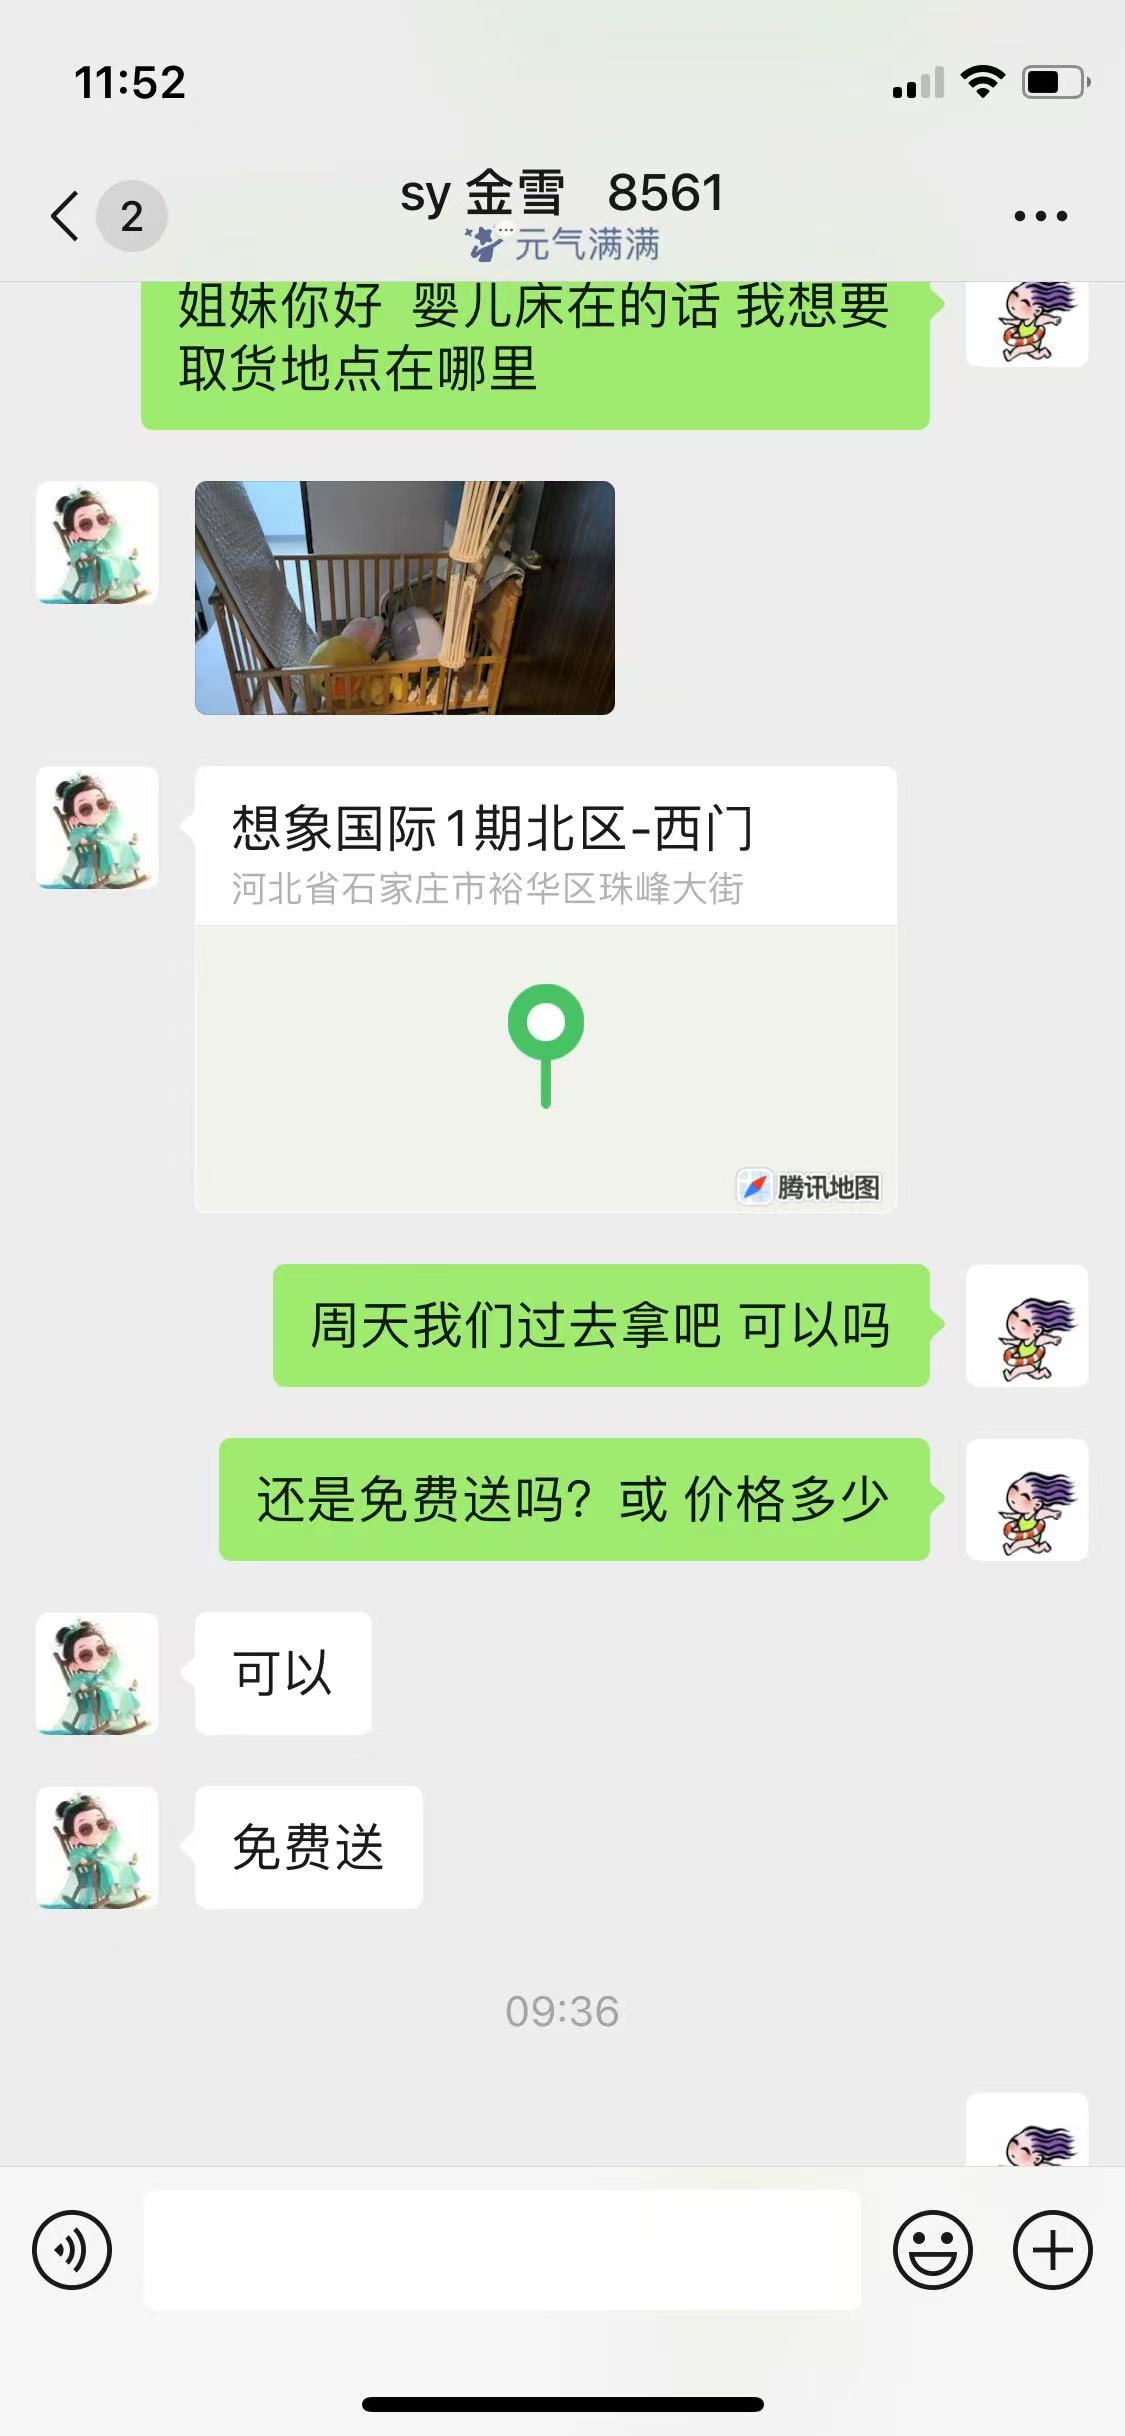 11:52
2
sy 金雪 8561
元气满满
姐妹你好 婴儿床在的话 我想要
取货地点在哪里
想象国际1期北区-西门
河北省石家庄市裕华区珠峰大街
腾讯地图
周天我们过去拿吧 可以吗
还是免费送吗？或 价格多少
可以
免费送
09:36